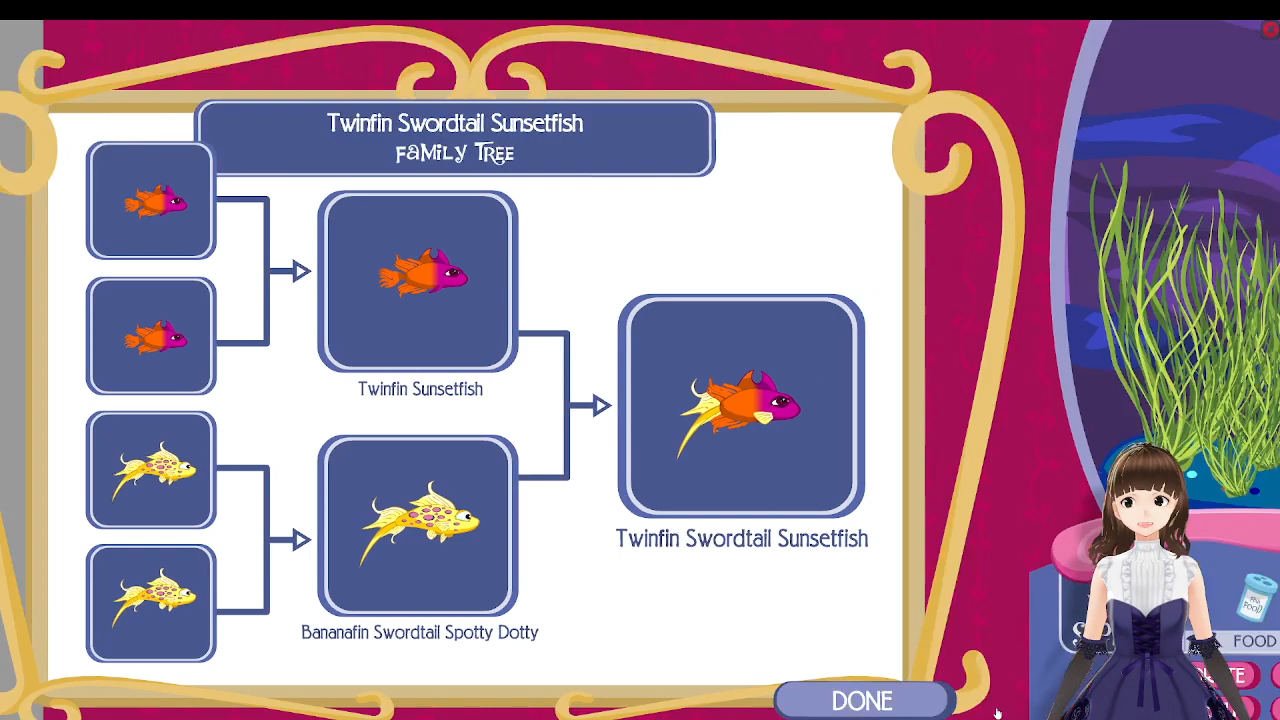 Twinfin Swordtail Sunsetfish
FaMiLY TREE
Twinfin Sunsetfish
Twinfin Swordtail Sunsetfish
Bananafin Swordtail Spotty Dotty
FOOD
DONE